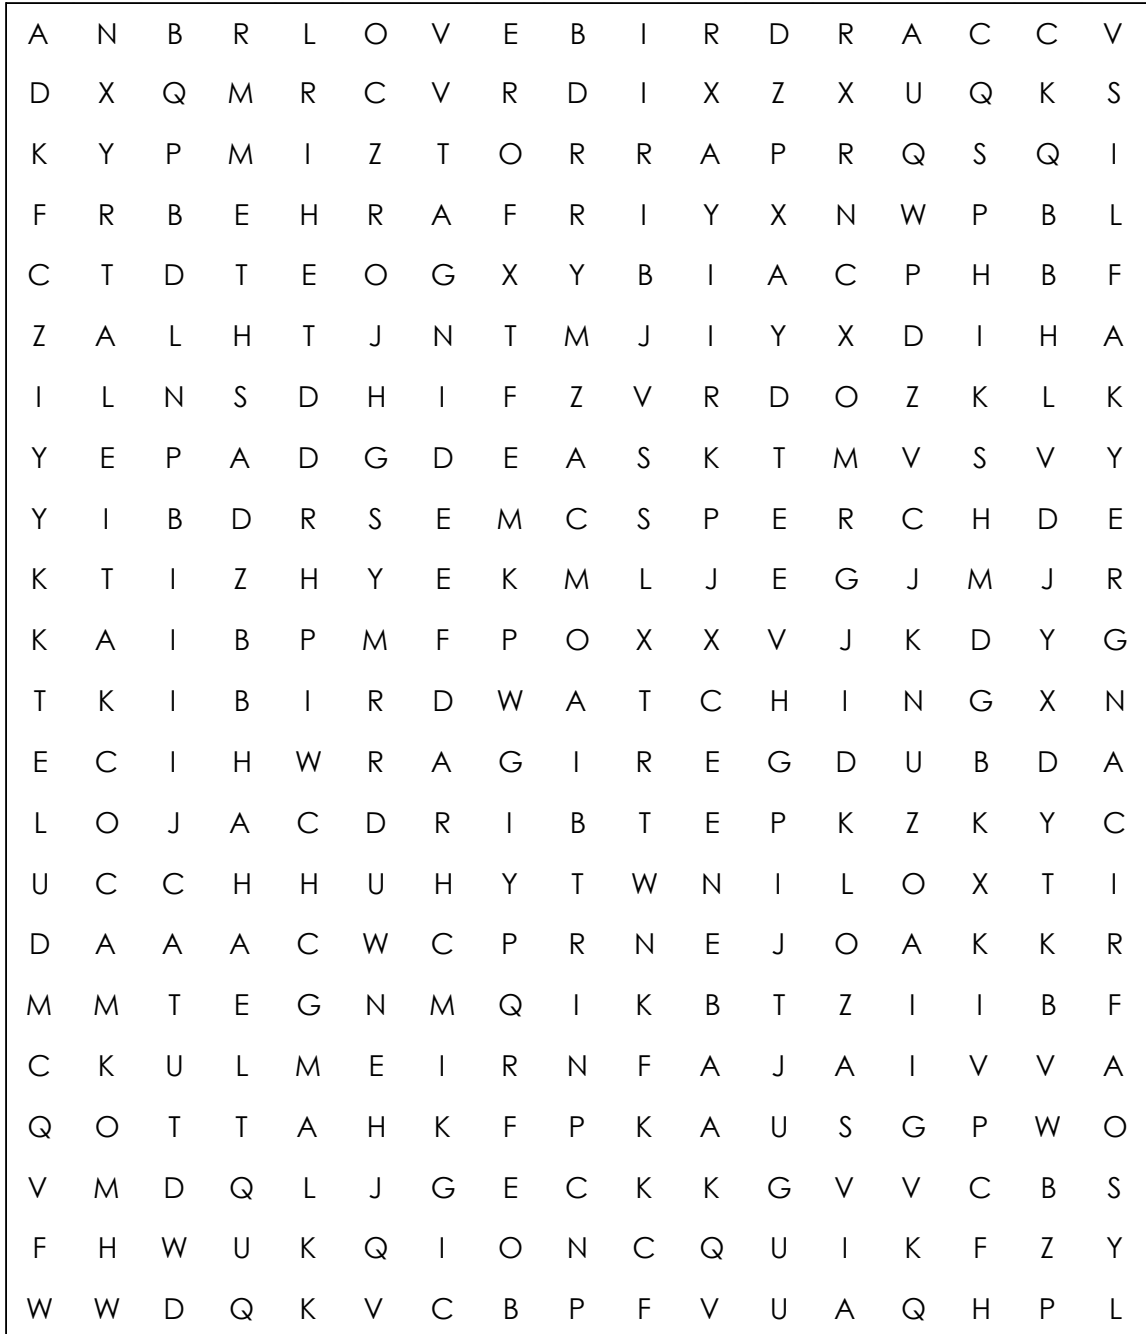 A N B R L O V E B I R D R A C C V
D X Q M R C V R D I X Z X U Q K S
K Y P M I Z T O R R A P R Q S Q I
F R B E H R A F R I Y X N W P B L
C T D T E O G X Y B I A C P H B F
Z A L H T J N T M J I Y X D I H A
I L N S D H I F Z V R D O Z K L K
Y E P A D G D E A S K T M V S V Y
Y I B D R S E M C S P E R C H D E
K T I Z H Y E K M L J E G J M J R
K A I B P M F P O X X V J K D Y G
T K I B I R D W A T C H I N G X N
E C I H W R A G I R E G D U B D A
L O J A C D R I B T E P K Z K Y C
U C C H H U H Y T W N I L O X T I
D A A A C W C P R N E J O A K K R
M M T E G N M Q I K B T Z I I B F
C K U L M E I R N F A J A I V V A
Q O T T A H K F P K A U S G P W O
V M D Q L J G E C K K G V V C B S
F H W U K Q I O N C Q U I K F Z Y
W W D Q K V C B P F V U A Q H P L